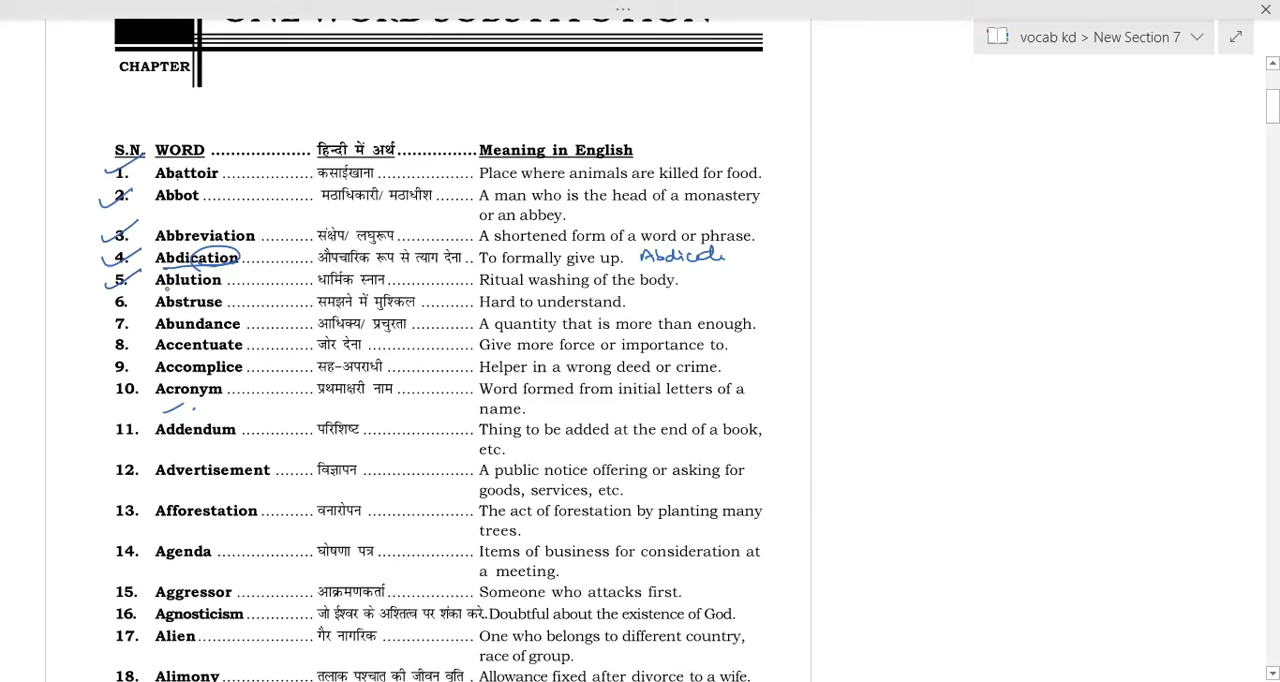 ONE WORD SUBSTITUTION
vocab kd > New Section 7
CHAPTER
S.N. WORD .................... हिन्दी में अर्थ ................ Meaning in English
1. Abattoir ................. कसाईखाना .................. Place where animals are killed for food.
2. Abbot .................... मठाधिकारी/ मठाधीश ........ A man who is the head of a monastery
or an abbey.
3. Abbreviation .......... संक्षेप/ लघुरूप .............. A shortened form of a word or phrase.
4. Abdication ............. औपचारिक रूप से त्याग देना .. To formally give up. Abdicate
5. Ablution ................. धार्मिक स्नान ................ Ritual washing of the body.
6. Abstruse ................ समझने में मुश्किल .......... Hard to understand.
7. Abundance ............ आधिक्य/ प्रचुरता ............ A quantity that is more than enough.
8. Accentuate ............ जोर देना .................... Give more force or importance to.
9. Accomplice ............ सह-अपराधी ................ Helper in a wrong deed or crime.
10. Acronym ................ प्रथमाक्षरी नाम .............. Word formed from initial letters of a
name.
11. Addendum ............. परिशिष्ट .................... Thing to be added at the end of a book,
etc.
12. Advertisement ....... विज्ञापन ..................... A public notice offering or asking for
goods, services, etc.
13. Afforestation .......... वनारोपन .................... The act of forestation by planting many
trees.
14. Agenda .................. घोषणा पत्र .................. Items of business for consideration at
a meeting.
15. Aggressor .............. आक्रमणकर्ता ................ Someone who attacks first.
16. Agnosticism ............ जो ईश्वर के अश्तित्व पर शंका करे.. Doubtful about the existence of God.
17. Alien ..................... गैर नागरिक ................. One who belongs to different country,
race of group.
18. Alimony ................. तलाक पश्चात की जीवन वृति . Allowance fixed after divorce to a wife.